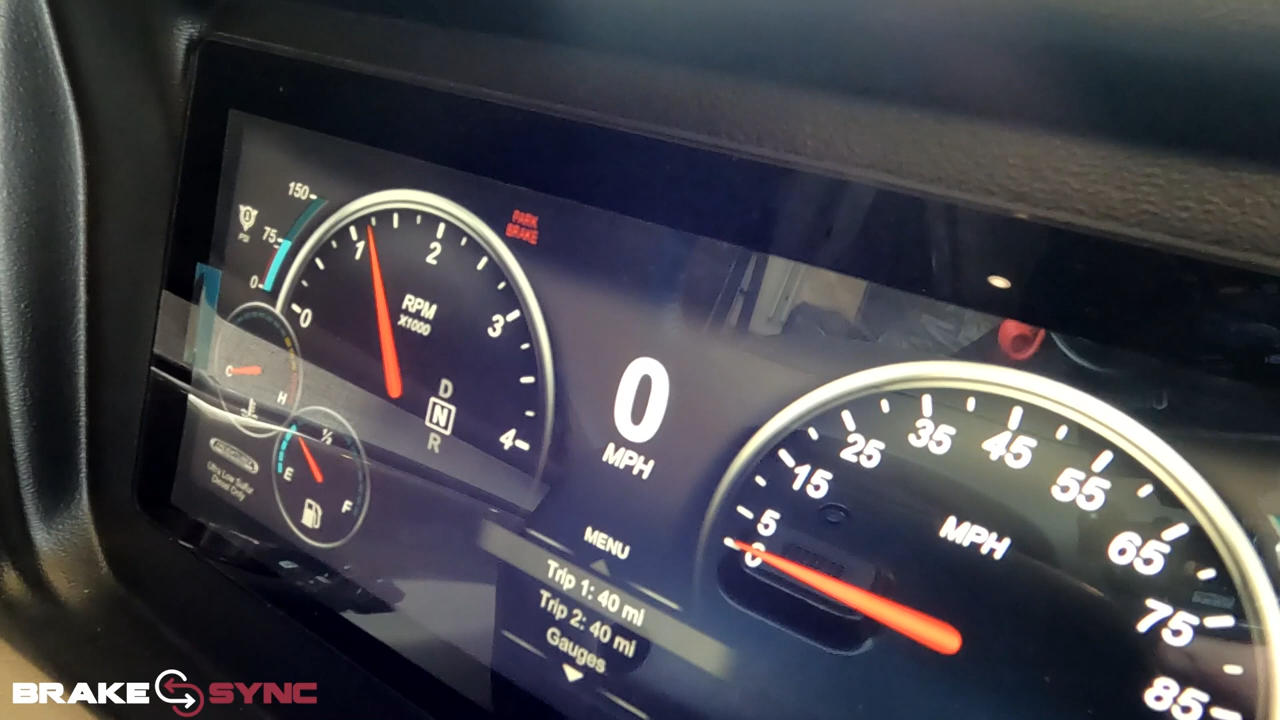 150
75
PSI
0
PARK
BRAKE
0
1
2
3
4
RPM
X1000
D
N
R
C
H
E
½
F
Ultra Low Sulfur
Diesel Only
0
MPH
MENU
Trip 1: 40 mi
Trip 2: 40 mi
Gauges
0
5
15
25
35
45
55
65
75
85
MPH
BRAKE SYNC